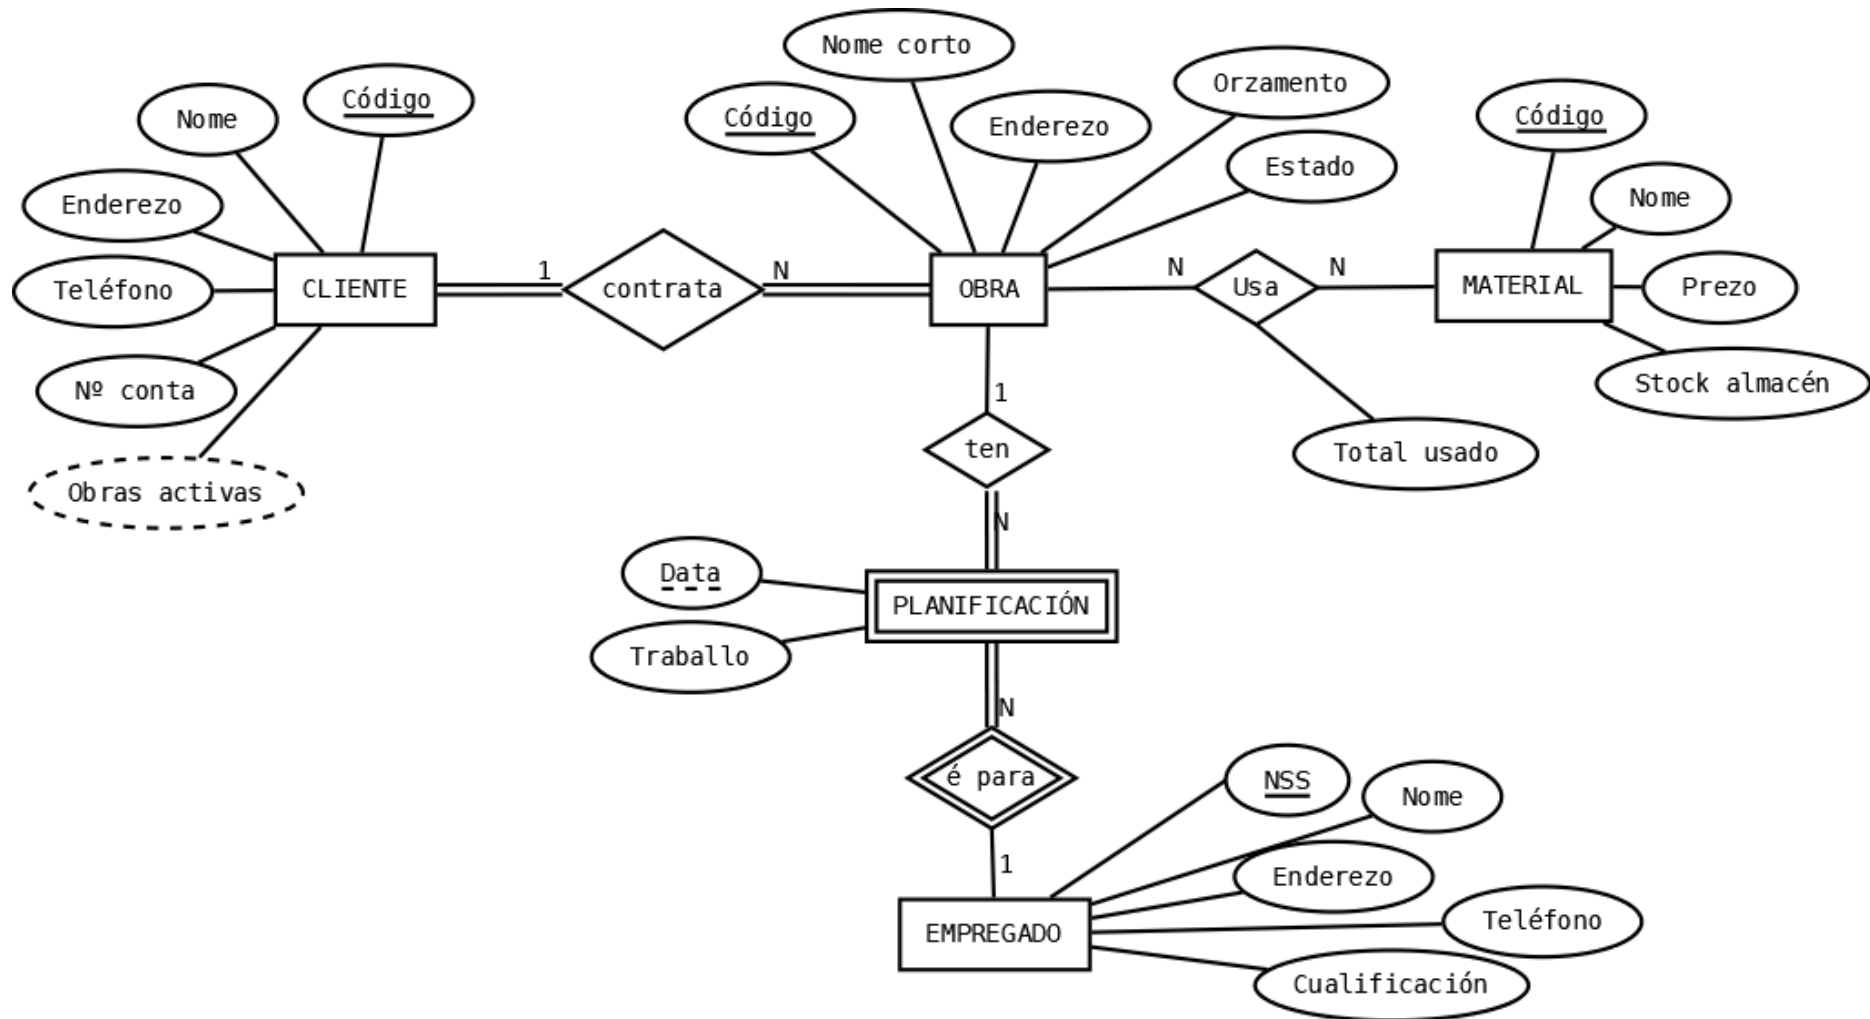 Nome corto
Orzamento
Nome
Código
Código
Enderezo
Código
Estado
Nome
Enderezo
Teléfono
CLIENTE
1
contrata
N
OBRA
N
Usa
N
MATERIAL
Prezo
Nº conta
1
Stock almacén
ten
Total usado
Obras activas
N
Data
PLANIFICACIÓN
Traballo
N
é para
NSS
Nome
1
Enderezo
EMPREGADO
Teléfono
Cualificación